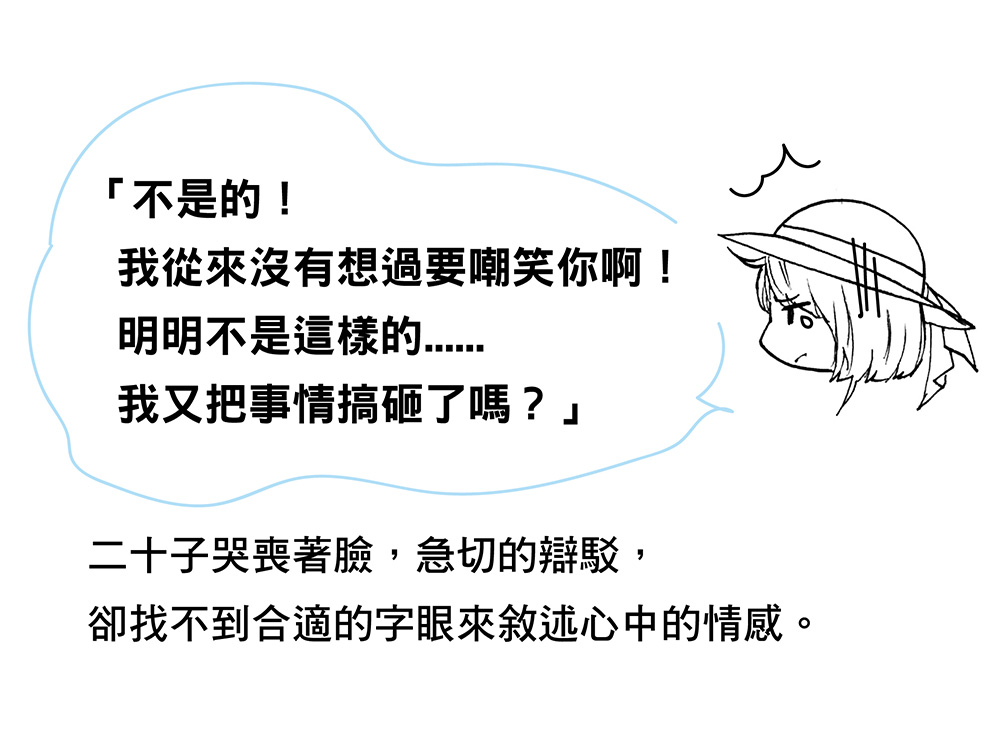 「不是的！
我從來沒有想過要嘲笑你啊！
明明不是這樣的......
我又把事情搞砸了嗎？」
二十子哭喪著臉，急切的辯駁，
卻找不到合適的字眼來敘述心中的情感。